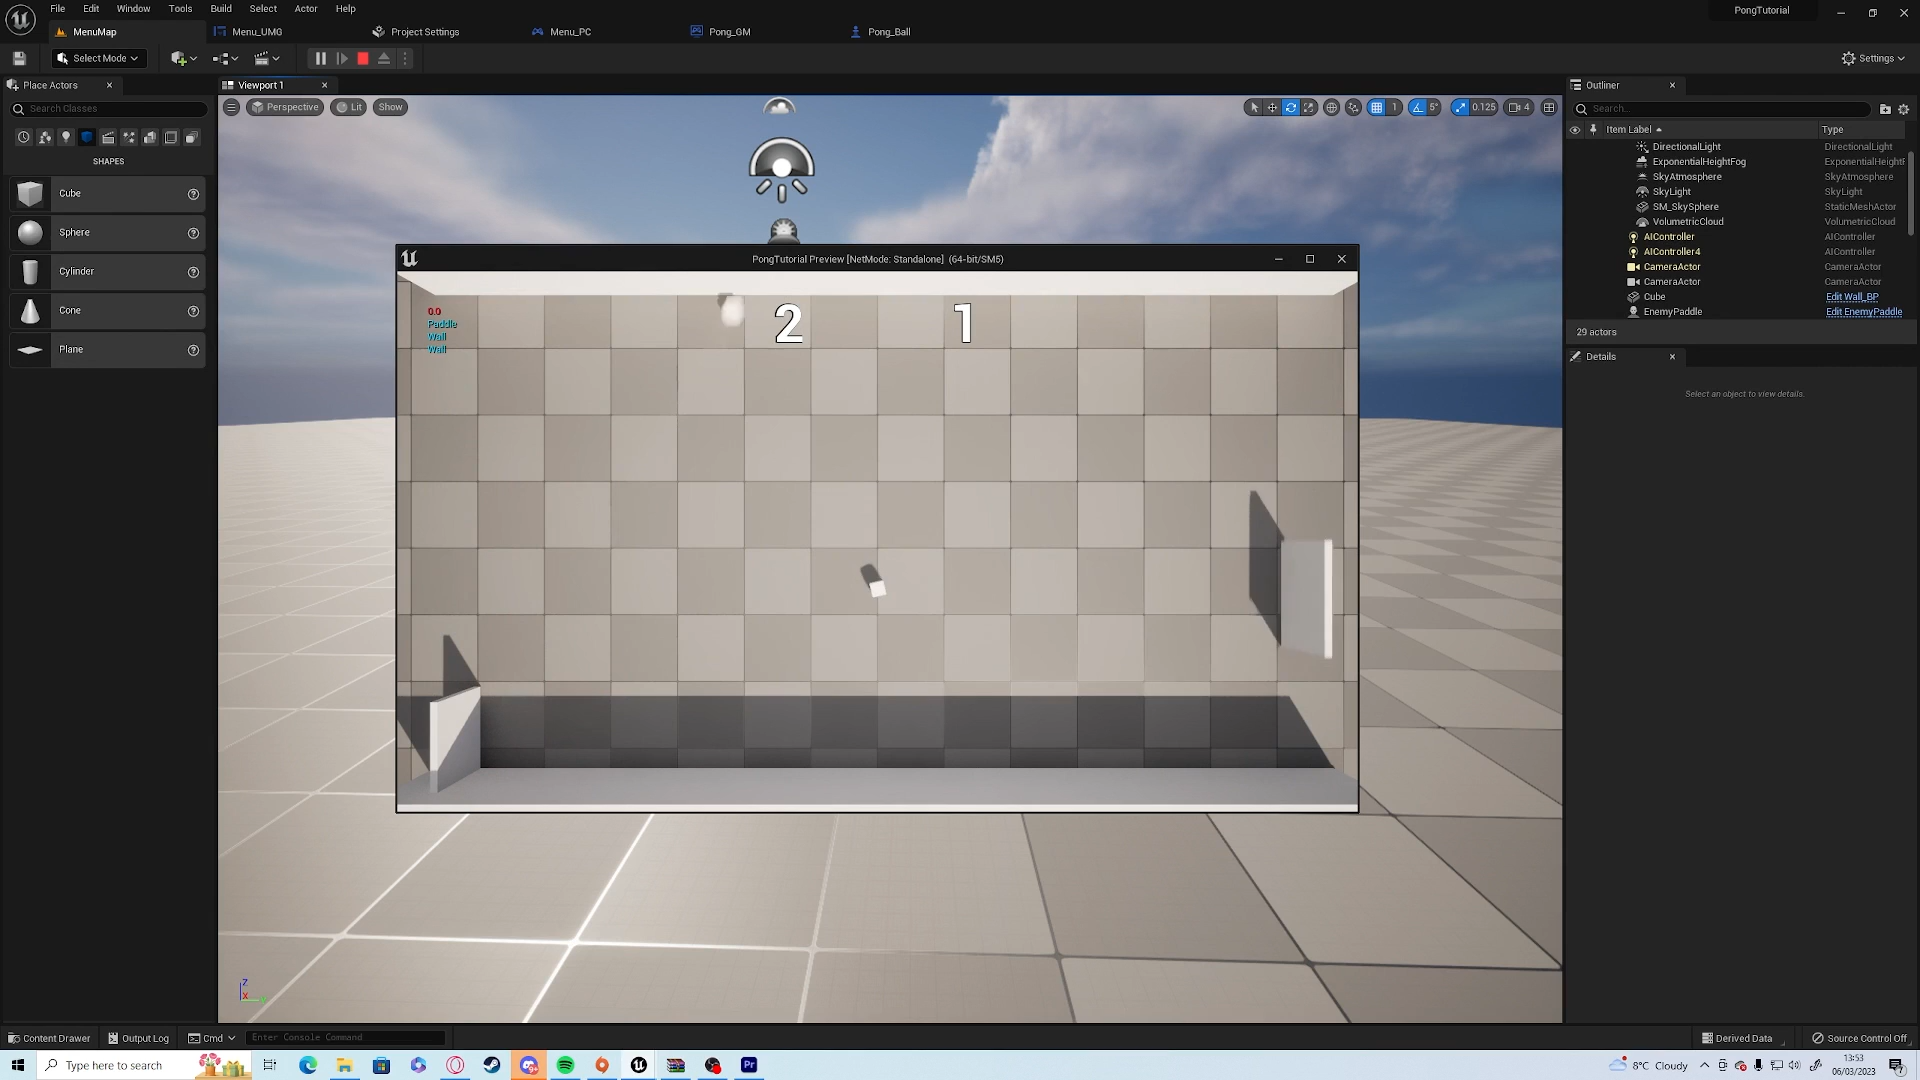 File Edit Window Tools Build Select Actor Help
PongTutorial
MenuMap
Menu_UMG
Project Settings
Menu_PC
Pong_GM
Pong_Ball
Select Mode
Settings
Place Actors
Viewport 1
Outliner
Search Classes
Perspective
Lit
Show
1
5°
0.125
4
Search...
Item Label
Type
SHAPES
DirectionalLight DirectionalLight
ExponentialHeightFog ExponentialHeightF
SkyAtmosphere SkyAtmosphere
SkyLight SkyLight
SM_SkySphere StaticMeshActor
VolumetricCloud VolumetricCloud
AIController AIController
AIController4 AIController
CameraActor CameraActor
CameraActor CameraActor
Cube Edit Wall_BP
EnemyPaddle Edit EnemyPaddle
29 actors
Cube
Sphere
Cylinder
Cone
Plane
Details
Select an object to view details.
PongTutorial Preview [NetMode: Standalone] (64-bit/SM5)
0.0
Paddle
Wall
Wall
2
1
Z
X
Content Drawer
Output Log
Cmd
Enter Console Command
Derived Data
Source Control Off
Type here to search
Pr
8°C Cloudy
13:53
06/03/2023